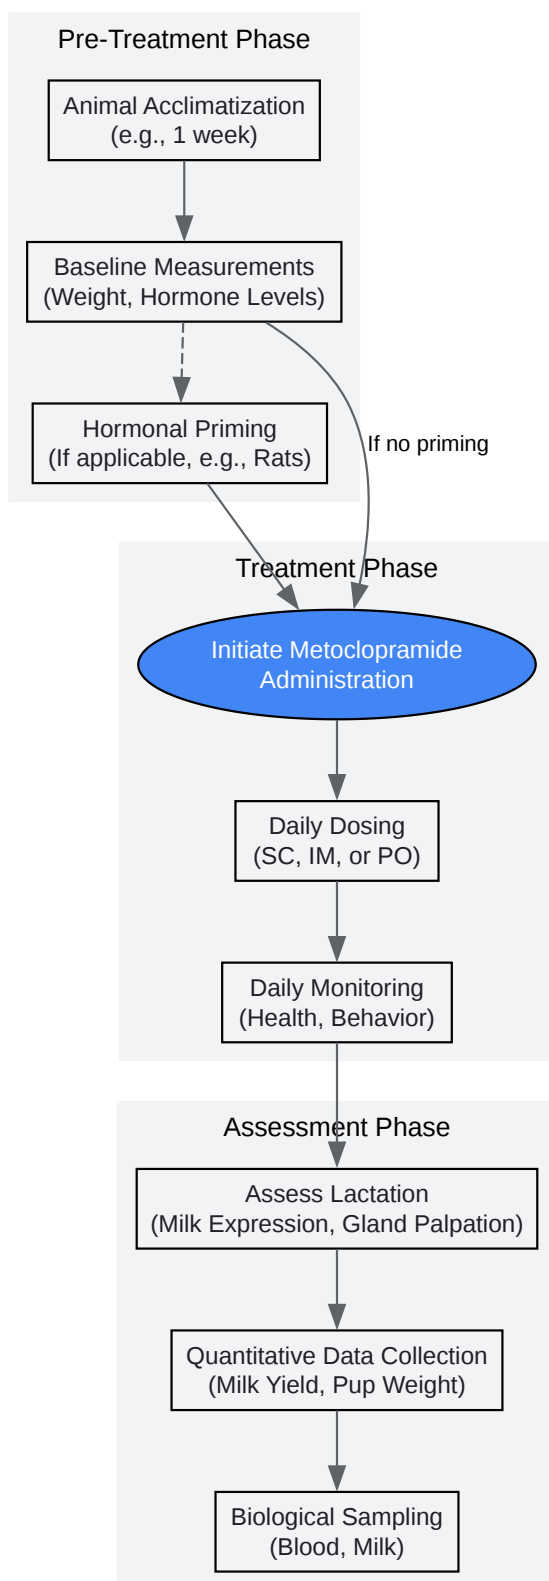 Pre-Treatment Phase
Animal Acclimatization
(e.g., 1 week)
Baseline Measurements
(Weight, Hormone Levels)
Hormonal Priming
(If applicable, e.g., Rats)
If no priming
Treatment Phase
Initiate Metoclopramide
Administration
Daily Dosing
(SC, IM, or PO)
Daily Monitoring
(Health, Behavior)
Assessment Phase
Assess Lactation
(Milk Expression, Gland Palpation)
Quantitative Data Collection
(Milk Yield, Pup Weight)
Biological Sampling
(Blood, Milk)